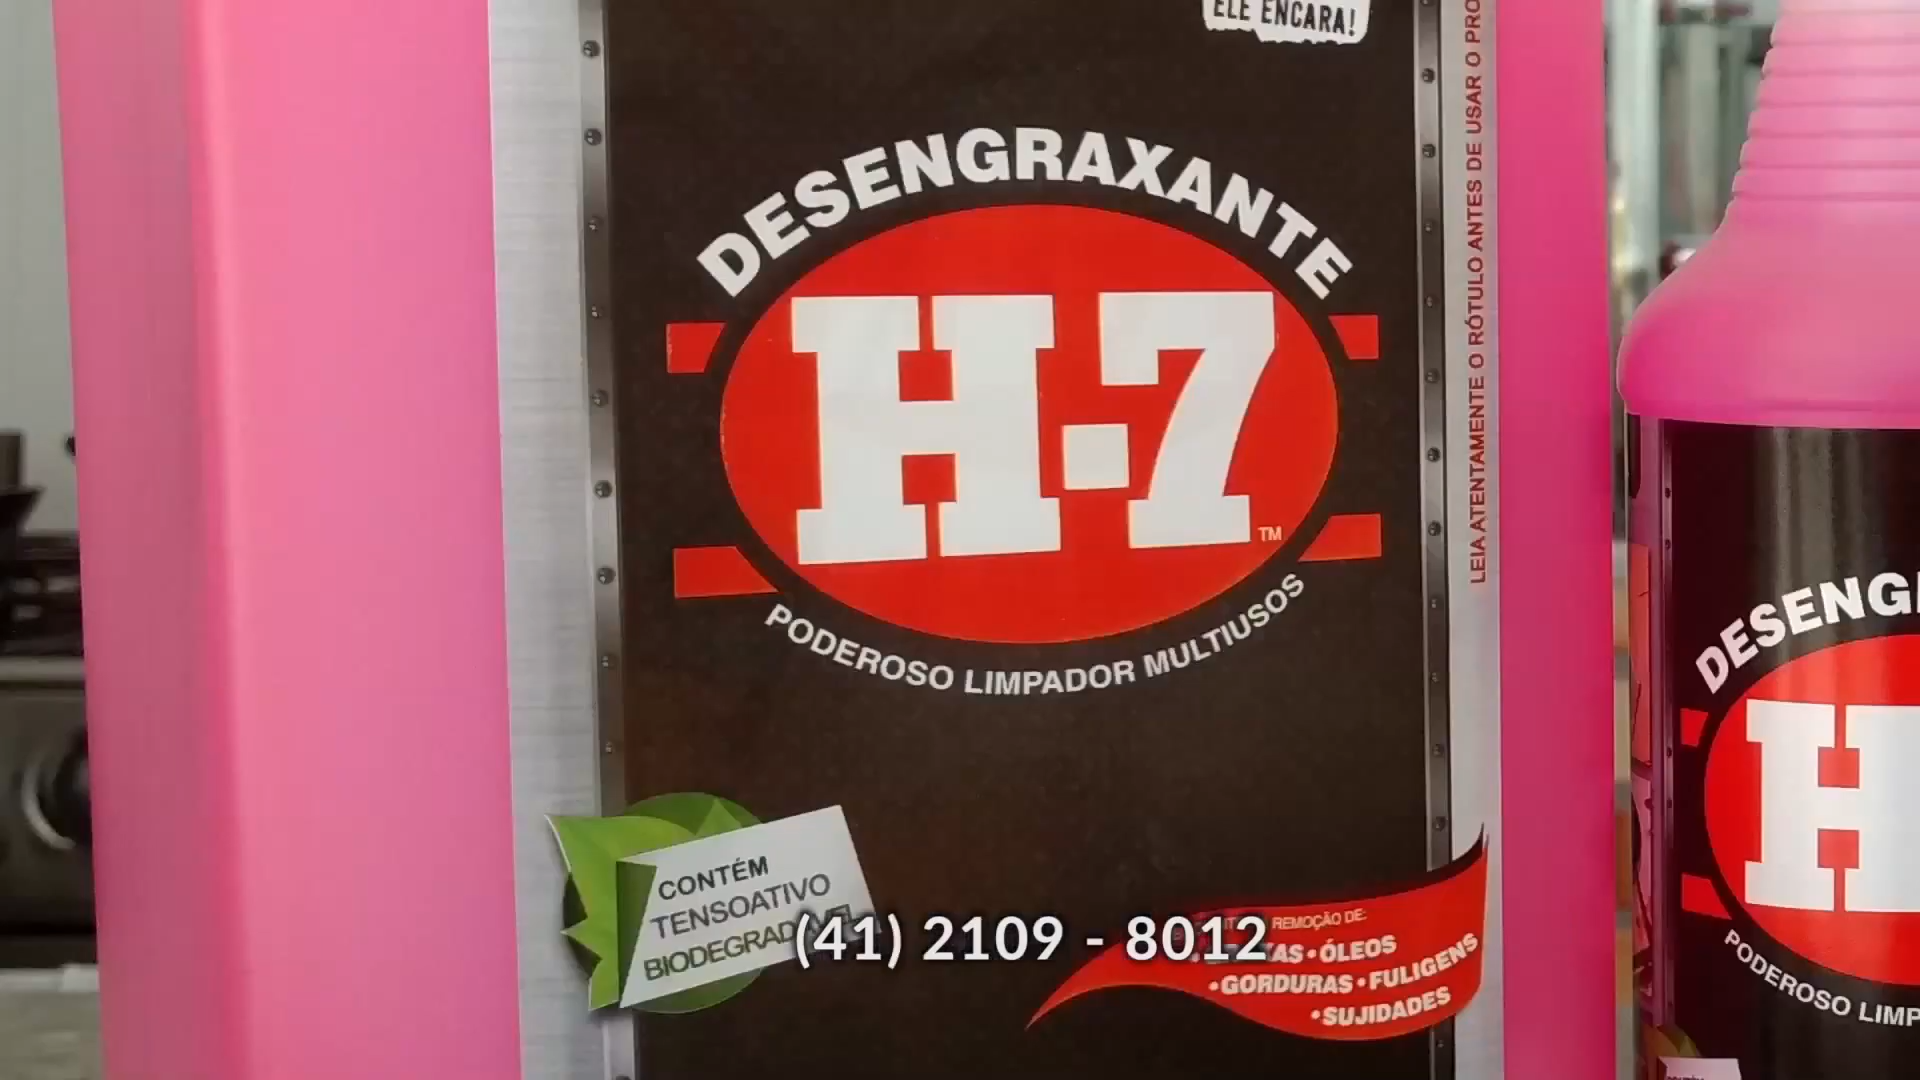 ELE ENCARA!
DESENGRAXANTE
H-7
TM
PODEROSO LIMPADOR MULTIUSOS
LEIA ATENTAMENTE O RÓTULO ANTES DE USAR O PRO
CONTÉM
TENSOATIVO
BIODEGRADÁVEL
(41) 2109 - 8012
REMOÇÃO DE:
•ÓLEOS
•GORDURAS•FULIGENS
•SUJIDADES
DESENG
H
PODEROSO LIMP